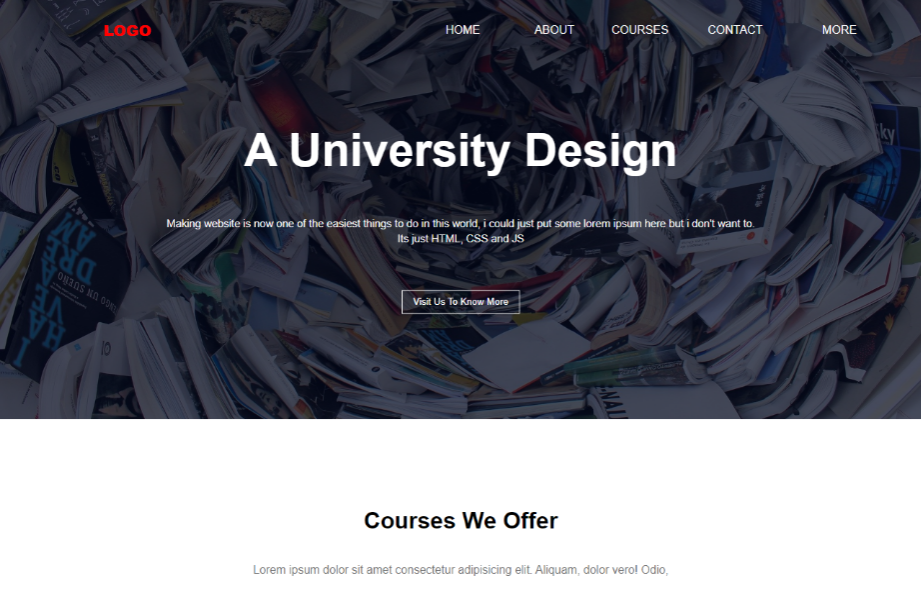 LOGO
HOME ABOUT COURSES CONTACT MORE
A University Design
Making website is now one of the easiest things to do in this world, i could just put some lorem ipsum here but i don't want to.
Its just HTML, CSS and JS
Visit Us To Know More
I HAVE A DREAM
Courses We Offer
Lorem ipsum dolor sit amet consectetur adipisicing elit. Aliquam, dolor vero! Odio,